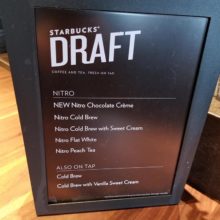 STARBUCKS®
DRAFT
COFFEE AND TEA, FRESH ON TAP
NITRO
NEW Nitro Chocolate Crème
Nitro Cold Brew
Nitro Cold Brew with Sweet Cream
Nitro Flat White
Nitro Peach Tea
ALSO ON TAP
Cold Brew
Cold Brew with Vanilla Sweet Cream